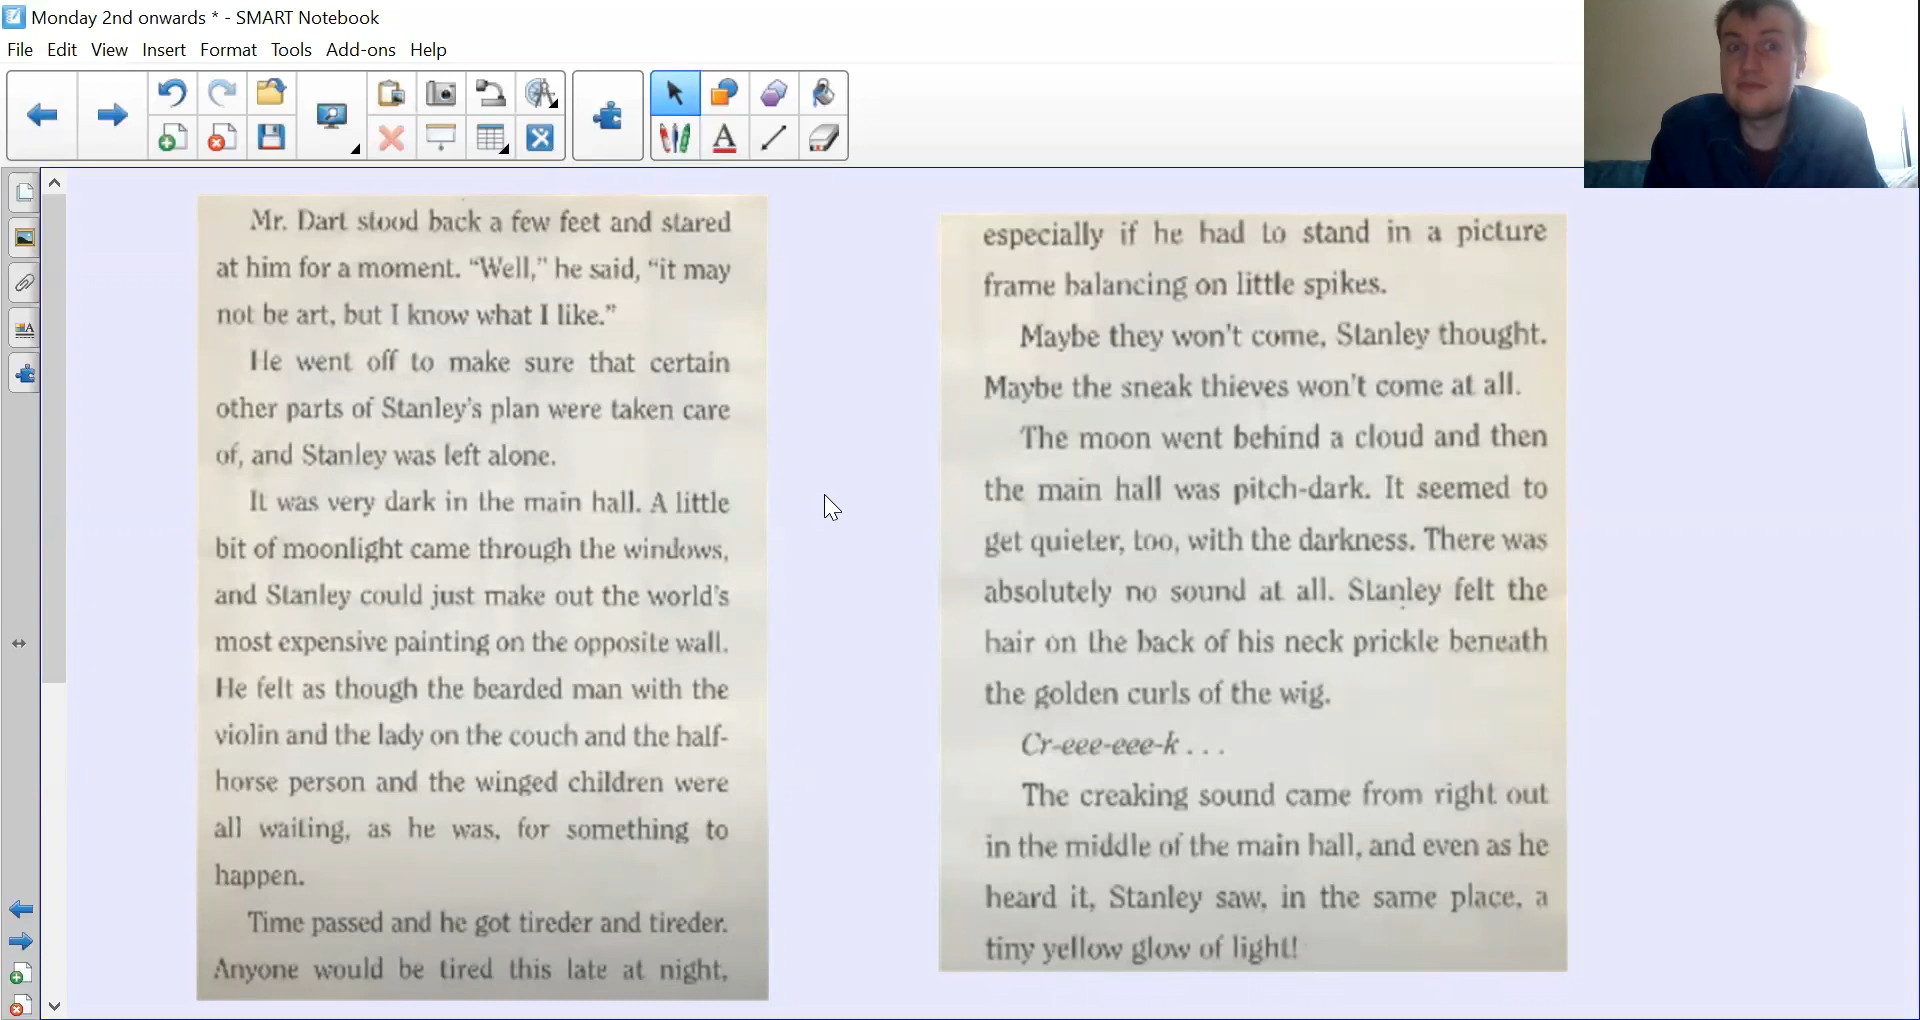 Monday 2nd onwards * - SMART Notebook
File Edit View Insert Format Tools Add-ons Help
Mr. Dart stood back a few feet and stared
at him for a moment. “Well,” he said, “it may
not be art, but I know what I like.”
He went off to make sure that certain
other parts of Stanley’s plan were taken care
of, and Stanley was left alone.
It was very dark in the main hall. A little
bit of moonlight came through the windows,
and Stanley could just make out the world’s
most expensive painting on the opposite wall.
He felt as though the bearded man with the
violin and the lady on the couch and the half-
horse person and the winged children were
all waiting, as he was, for something to
happen.
Time passed and he got tireder and tireder.
Anyone would be tired this late at night,
especially if he had to stand in a picture
frame balancing on little spikes.
Maybe they won't come, Stanley thought.
Maybe the sneak thieves won't come at all.
The moon went behind a cloud and then
the main hall was pitch-dark. It seemed to
get quieter, too, with the darkness. There was
absolutely no sound at all. Stanley felt the
hair on the back of his neck prickle beneath
the golden curls of the wig.
Cr-eee-eee-k . . .
The creaking sound came from right out
in the middle of the main hall, and even as he
heard it, Stanley saw, in the same place, a
tiny yellow glow of light!